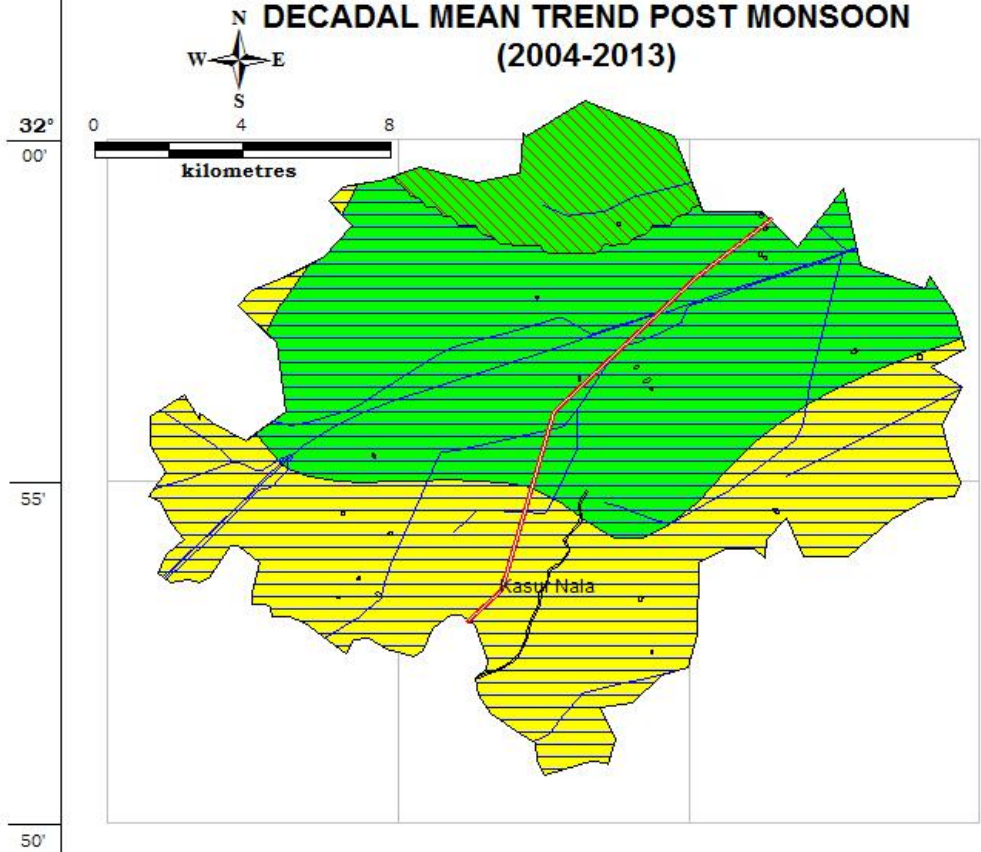 DECADAL MEAN TREND POST MONSOON
(2004-2013)
N
W E
S
0 4 8
kilometres
32°
00'
55'
50'
Kasur Nala